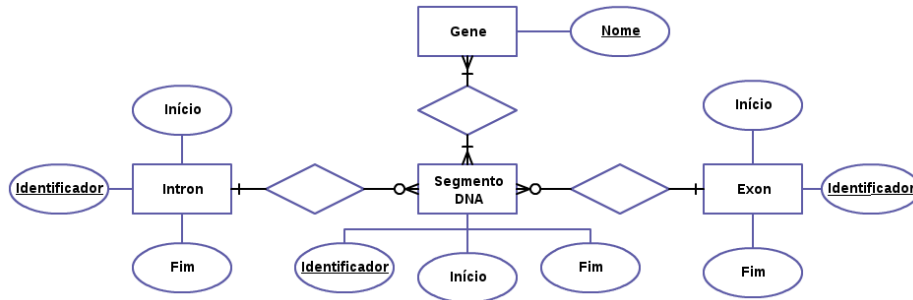 Gene
Nome
Início
Início
Identificador
Intron
Segmento
DNA
Exon
Identificador
Fim
Identificador
Início
Fim
Fim